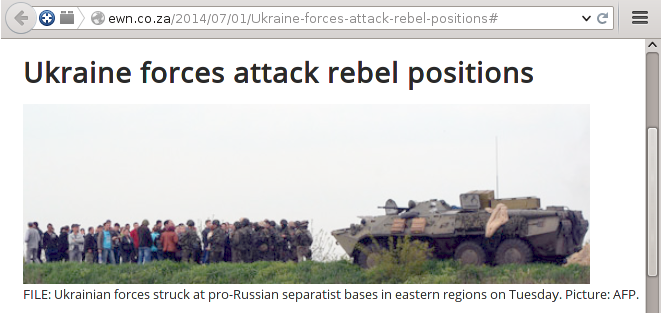 ewn.co.za/2014/07/01/Ukraine-forces-attack-rebel-positions#
Ukraine forces attack rebel positions
FILE: Ukrainian forces struck at pro-Russian separatist bases in eastern regions on Tuesday. Picture: AFP.